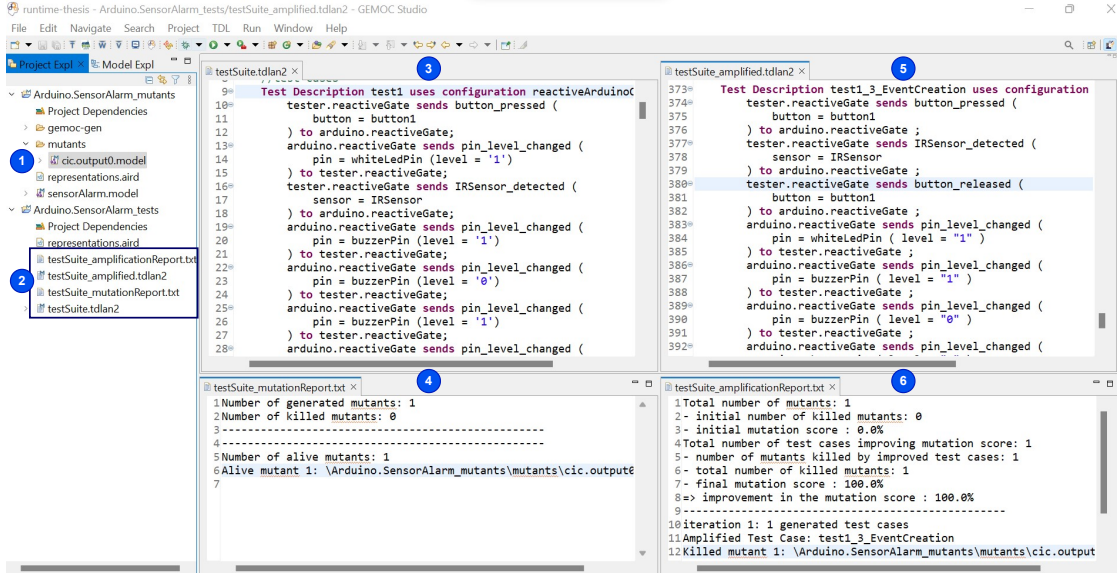 runtime-thesis - Arduino.SensorAlarm_tests/testSuite_amplified.tdlan2 - GEMOC Studio
File Edit Navigate Search Project TDL Run Window Help
Project Expl Model Expl
Arduino.SensorAlarm_mutants
Project Dependencies
gemoc-gen
mutants
1
cic.output0.model
representations.aird
sensorAlarm.model
Arduino.SensorAlarm_tests
Project Dependencies
representations.aird
testSuite_amplificationReport.txt
testSuite_amplified.tdlan2
2
testSuite_mutationReport.txt
testSuite.tdlan2
testSuite.tdlan2
3
9 Test Description test1 uses configuration reactiveArduinoC
10 tester.reactiveGate sends button_pressed (
11 button = button1
12 ) to arduino.reactiveGate;
13 arduino.reactiveGate sends pin_level_changed (
14 pin = whiteLedPin (level = '1')
15 ) to tester.reactiveGate;
16 tester.reactiveGate sends IRSensor_detected (
17 sensor = IRSensor
18 ) to arduino.reactiveGate;
19 arduino.reactiveGate sends pin_level_changed (
20 pin = buzzerPin (level = '1')
21 ) to tester.reactiveGate;
22 arduino.reactiveGate sends pin_level_changed (
23 pin = buzzerPin (level = '0')
24 ) to tester.reactiveGate;
25 arduino.reactiveGate sends pin_level_changed (
26 pin = buzzerPin (level = '1')
27 ) to tester.reactiveGate;
28 arduino.reactiveGate sends pin_level_changed (
testSuite_amplified.tdlan2
5
373 Test Description test1_3_EventCreation uses configuration
374 tester.reactiveGate sends button_pressed (
375 button = button1
376 ) to arduino.reactiveGate ;
377 tester.reactiveGate sends IRSensor_detected (
378 sensor = IRSensor
379 ) to arduino.reactiveGate ;
380 tester.reactiveGate sends button_released (
381 button = button1
382 ) to arduino.reactiveGate ;
383 arduino.reactiveGate sends pin_level_changed (
384 pin = whiteLedPin ( level = "1" )
385 ) to tester.reactiveGate ;
386 arduino.reactiveGate sends pin_level_changed (
387 pin = buzzerPin ( level = "1" )
388 ) to tester.reactiveGate ;
389 arduino.reactiveGate sends pin_level_changed (
390 pin = buzzerPin ( level = "0" )
391 ) to tester.reactiveGate ;
392 arduino.reactiveGate sends pin_level_changed (
testSuite_mutationReport.txt
4
1 Number of generated mutants: 1
2 Number of killed mutants: 0
3 --------------------------------------------------
4 --------------------------------------------------
5 Number of alive mutants: 1
6 Alive mutant 1: \Arduino.SensorAlarm_mutants\mutants\cic.output0
7
testSuite_amplificationReport.txt
6
1 Total number of mutants: 1
2 - initial number of killed mutants: 0
3 - initial mutation score : 0.0%
4 Total number of test cases improving mutation score: 1
5 - number of mutants killed by improved test cases: 1
6 - total number of killed mutants: 1
7 - final mutation score : 100.0%
8 => improvement in the mutation score : 100.0%
9 --------------------------------------------------
10 iteration 1: 1 generated test cases
11 Amplified Test Case: test1_3_EventCreation
12 Killed mutant 1: \Arduino.SensorAlarm_mutants\mutants\cic.output